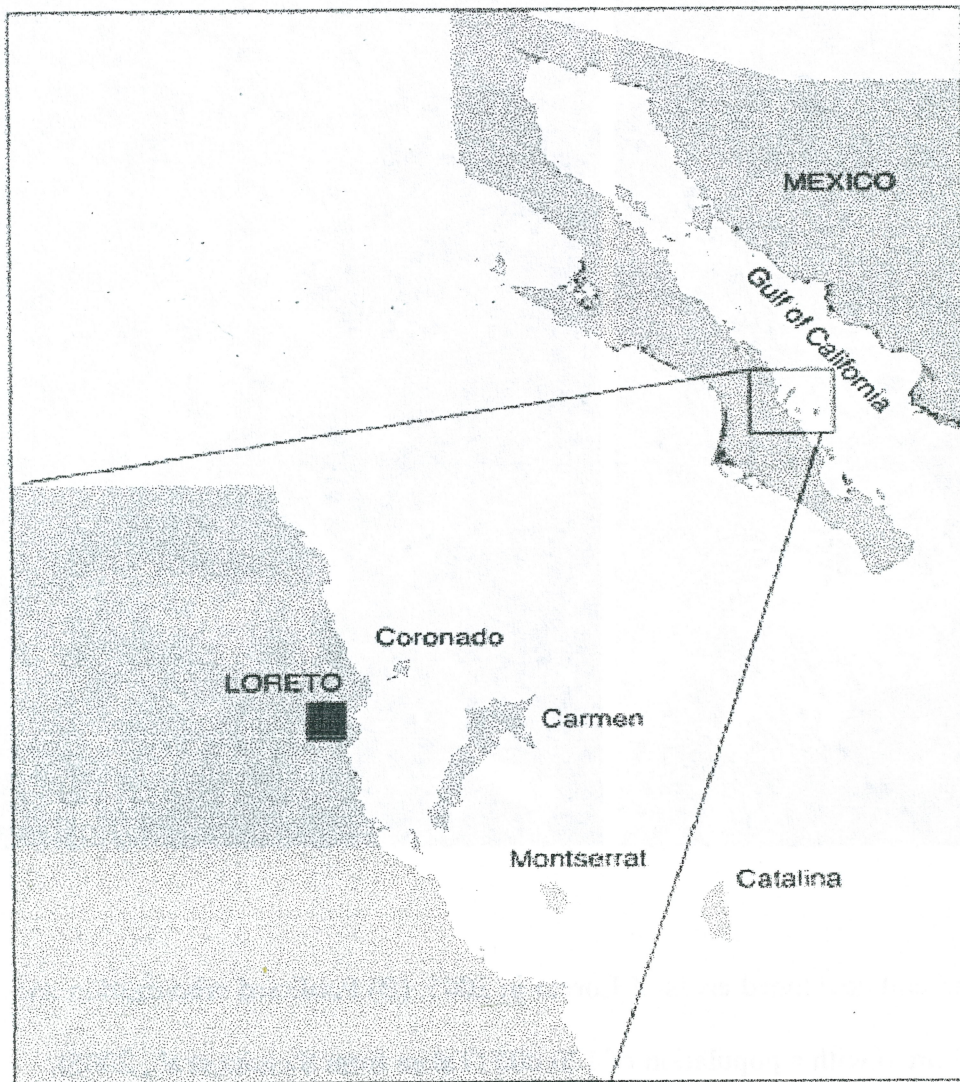 MEXICO
Gulf of California
Coronado
LORETO
Carmen
Montserrat
Catalina